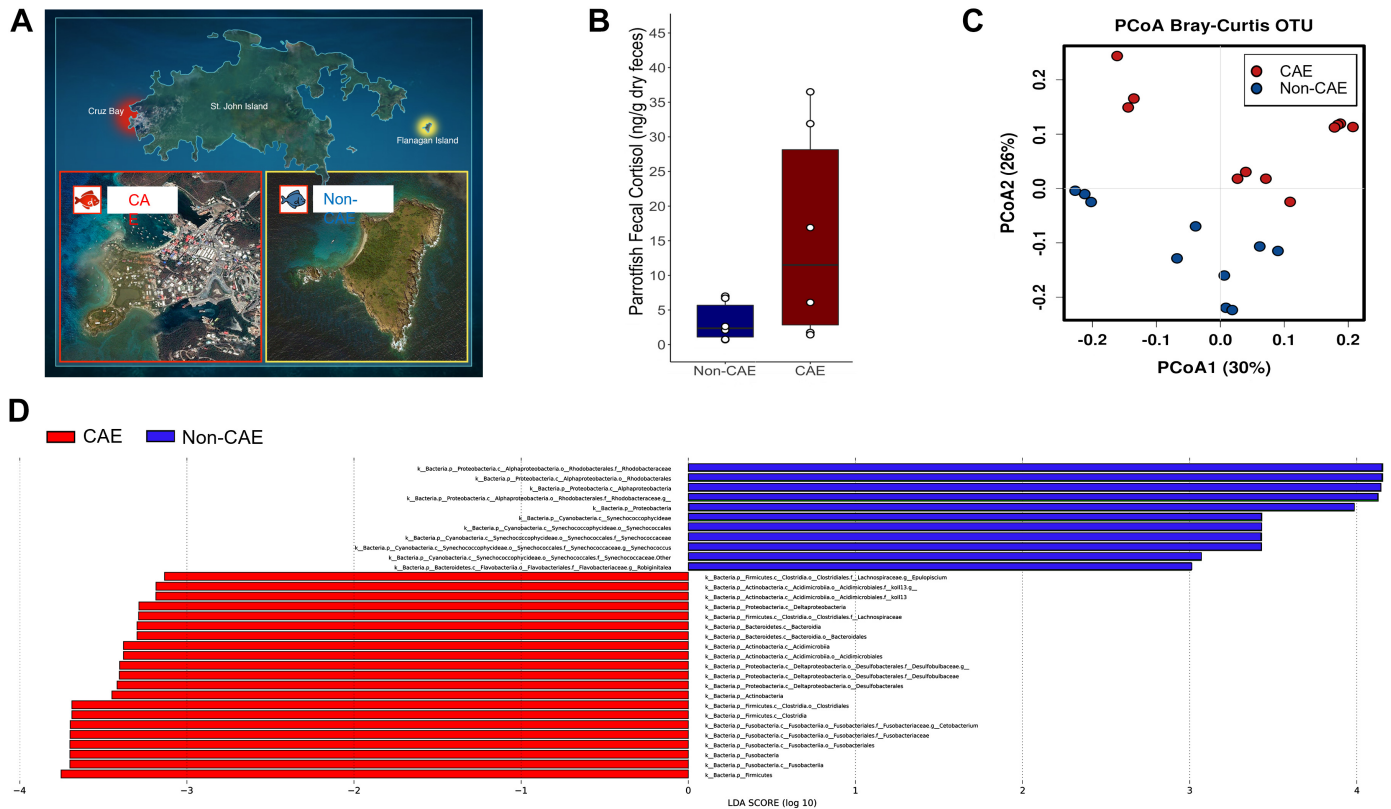 A
Cruz Bay
St. John Island
Flanagan Island
CA
E
Non-
CAE
B
Parrotfish Fecal Cortisol (ng/g dry feces)
45
40
35
30
25
20
15
10
5
0
Non-CAE
CAE
C
PCoA Bray-Curtis OTU
CAE
Non-CAE
PCoA2 (26%)
0.2
0.1
0.0
-0.1
-0.2
-0.2
-0.1
0.0
0.1
0.2
PCoA1 (30%)
D
CAE
Non-CAE
−4
−3
−2
−1
0
1
2
3
4
k__Bacteria.p__Proteobacteria.c__Alphaproteobacteria.o__Rhodobacterales.f__Rhodobacteraceae
k__Bacteria.p__Proteobacteria.c__Alphaproteobacteria.o__Rhodobacterales
k__Bacteria.p__Proteobacteria.c__Alphaproteobacteria
k__Bacteria.p__Proteobacteria.c__Alphaproteobacteria.o__Rhodobacterales.f__Rhodobacteraceae.g__
k__Bacteria.p__Proteobacteria
k__Bacteria.p__Cyanobacteria.c__Synechococcophycideae
k__Bacteria.p__Cyanobacteria.c__Synechococcophycideae.o__Synechococcales
k__Bacteria.p__Cyanobacteria.c__Synechococcophycideae.o__Synechococcales.f__Synechococcaceae
k__Bacteria.p__Cyanobacteria.c__Synechococcophycideae.o__Synechococcales.f__Synechococcaceae.g__Synechococcus
k__Bacteria.p__Cyanobacteria.c__Synechococcophycideae.o__Synechococcales.f__Synechococcaceae.Other
k__Bacteria.p__Bacteroidetes.c__Flavobacteriia.o__Flavobacteriales.f__Flavobacteriaceae.g__Robiginitalea
k__Bacteria.p__Firmicutes.c__Clostridia.o__Clostridiales.f__Lachnospiraceae.g__Epulopiscium
k__Bacteria.p__Actinobacteria.c__Acidimicrobiia.o__Acidimicrobiales.f__koll13.g__
k__Bacteria.p__Actinobacteria.c__Acidimicrobiia.o__Acidimicrobiales.f__koll13
k__Bacteria.p__Proteobacteria.c__Deltaproteobacteria
k__Bacteria.p__Firmicutes.c__Clostridia.o__Clostridiales.f__Lachnospiraceae
k__Bacteria.p__Bacteroidetes.c__Bacteroidia
k__Bacteria.p__Bacteroidetes.c__Bacteroidia.o__Bacteroidales
k__Bacteria.p__Actinobacteria.c__Acidimicrobiia
k__Bacteria.p__Actinobacteria.c__Acidimicrobiia.o__Acidimicrobiales
k__Bacteria.p__Proteobacteria.c__Deltaproteobacteria.o__Desulfobacterales.f__Desulfobulbaceae.g__
k__Bacteria.p__Proteobacteria.c__Deltaproteobacteria.o__Desulfobacterales.f__Desulfobulbaceae
k__Bacteria.p__Proteobacteria.c__Deltaproteobacteria.o__Desulfobacterales
k__Bacteria.p__Actinobacteria
k__Bacteria.p__Firmicutes.c__Clostridia.o__Clostridiales
k__Bacteria.p__Firmicutes.c__Clostridia
k__Bacteria.p__Fusobacteria.c__Fusobacteriia.o__Fusobacteriales.f__Fusobacteriaceae.g__Cetobacterium
k__Bacteria.p__Fusobacteria.c__Fusobacteriia.o__Fusobacteriales.f__Fusobacteriaceae
k__Bacteria.p__Fusobacteria.c__Fusobacteriia.o__Fusobacteriales
k__Bacteria.p__Fusobacteria
k__Bacteria.p__Fusobacteria.c__Fusobacteriia
k__Bacteria.p__Firmicutes
−4
−3
−2
−1
0
1
2
3
4
LDA SCORE (log 10)